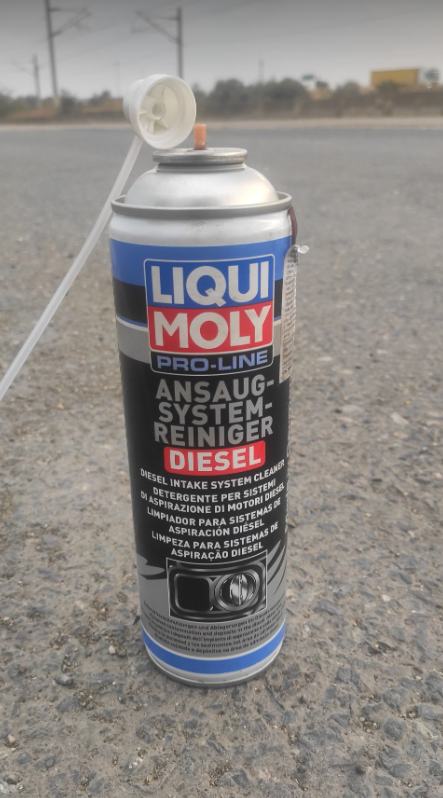 LIQUI
MOLY
PRO-LINE
ANSAUG-
SYSTEM-
REINIGER
DIESEL
DIESEL INTAKE SYSTEM CLEANER
DETERGENTE PER SISTEMI
DI ASPIRAZIONE DI MOTORI DIESEL
LIMPIADOR PARA SISTEMAS DE
ASPIRACIÓN DIÉSEL
LIMPEZA PARA SISTEMAS DE
ASPIRAÇÃO DIESEL